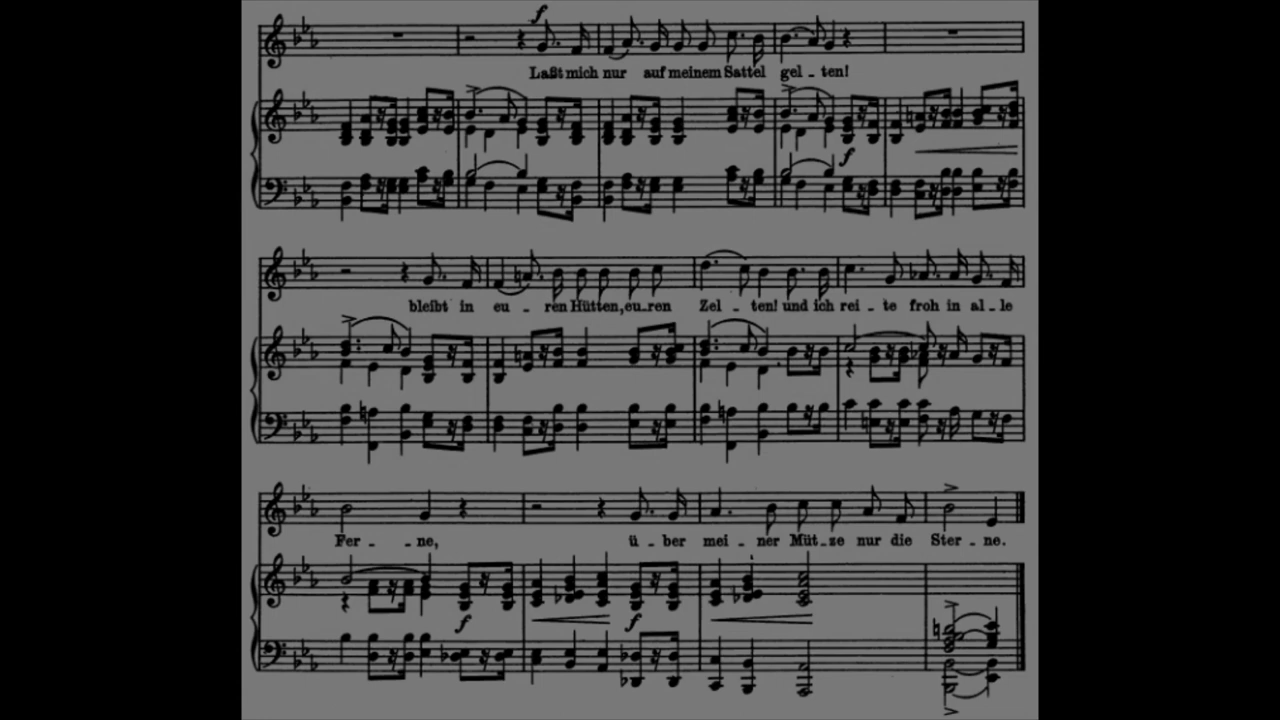 f
Laßt mich nur auf meinem Sattel gel - ten!
f
bleibt in eu - ren Hütten, eu - ren Zel - ten! und ich rei - te froh in al - le
Fer - - ne, ü - ber mei - ner Müt - ze nur die Ster - ne.
f f